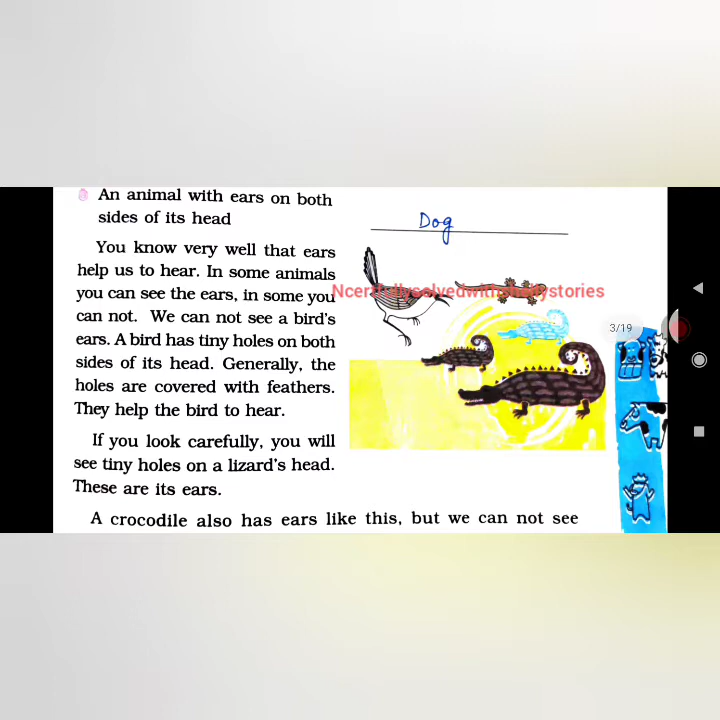 An animal with ears on both
sides of its head
Dog
You know very well that ears
help us to hear. In some animals
you can see the ears, in some you
can not. We can not see a bird's
ears. A bird has tiny holes on both
sides of its head. Generally, the
holes are covered with feathers.
They help the bird to hear.
If you look carefully, you will
see tiny holes on a lizard's head.
These are its ears.
A crocodile also has ears like this, but we can not see
3/19